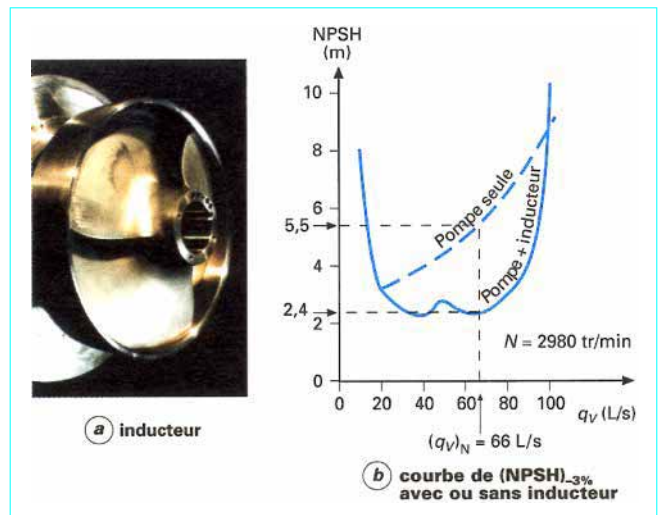 NPSH
(m)
10
8
6
5,5
4
2,4
2
0
Pompe seule
Pompe + inducteur
N = 2980 tr/min
0 20 40 60 80 100
q_V (L/s)
(q_V)_N = 66 L/s
a inducteur
b courbe de (NPSH)_–3%
avec ou sans inducteur